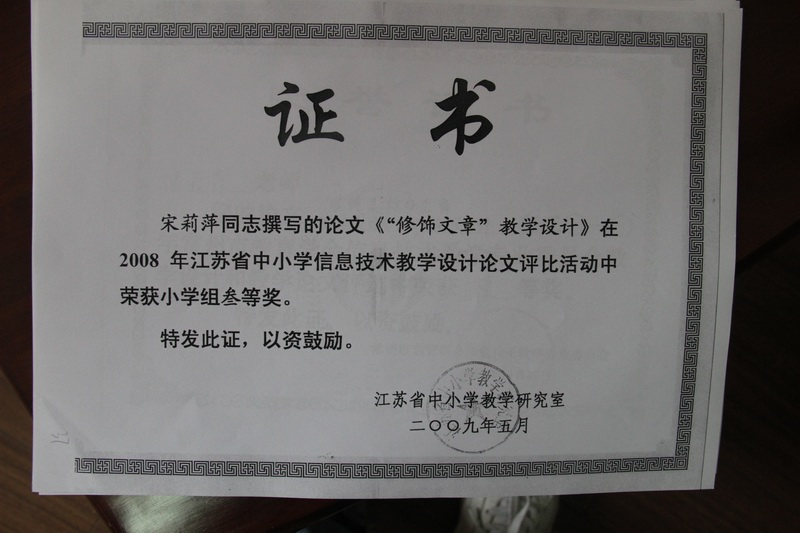 证 书
宋莉萍同志撰写的论文《“修饰文章”教学设计》在
2008 年江苏省中小学信息技术教学设计论文评比活动中
荣获小学组叁等奖。
特发此证，以资鼓励。
江苏省中小学教学研究室
二〇〇九年五月